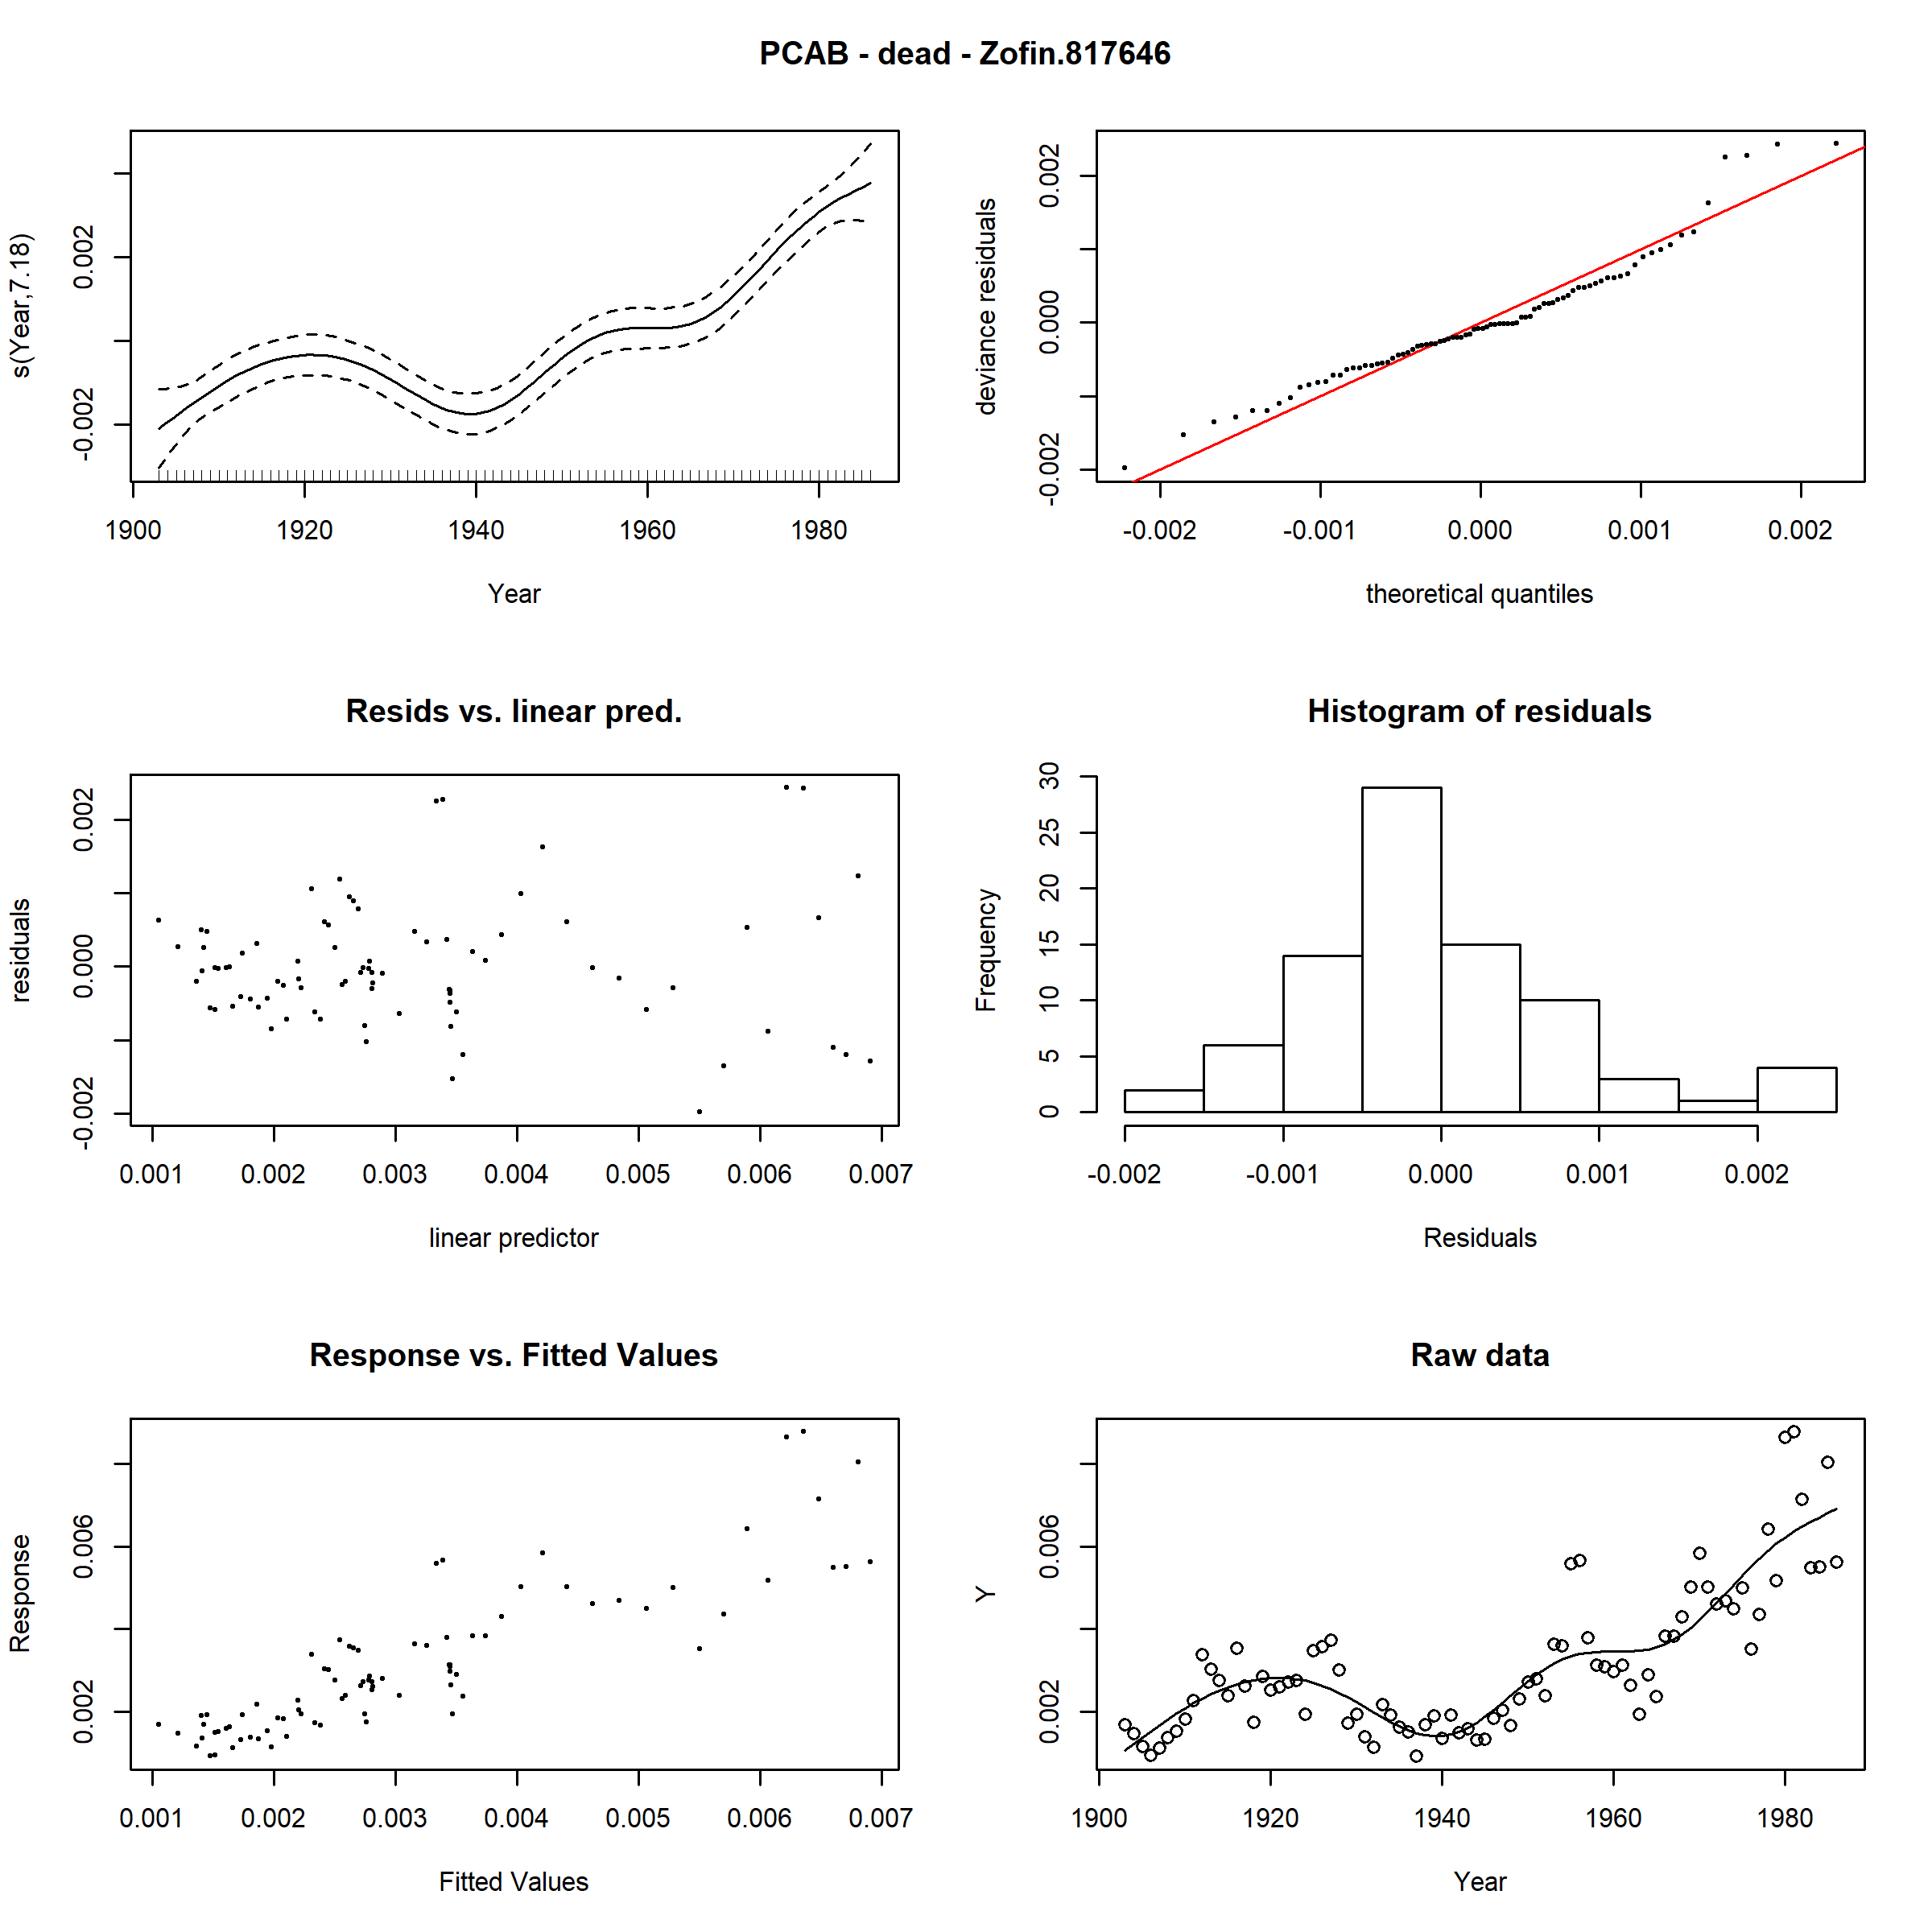 PCAB - dead - Zofin.817646
s(Year,7.18)
-0.002 0.002
1900 1920 1940 1960 1980
Year
deviance residuals
-0.002 0.000 0.002
-0.002 -0.001 0.000 0.001 0.002
theoretical quantiles
Resids vs. linear pred.
residuals
-0.002 0.000 0.002
0.001 0.002 0.003 0.004 0.005 0.006 0.007
linear predictor
Histogram of residuals
Frequency
0 5 10 15 20 25 30
-0.002 -0.001 0.000 0.001 0.002
Residuals
Response vs. Fitted Values
Response
0.002 0.006
0.001 0.002 0.003 0.004 0.005 0.006 0.007
Fitted Values
Raw data
Y
0.002 0.006
1900 1920 1940 1960 1980
Year